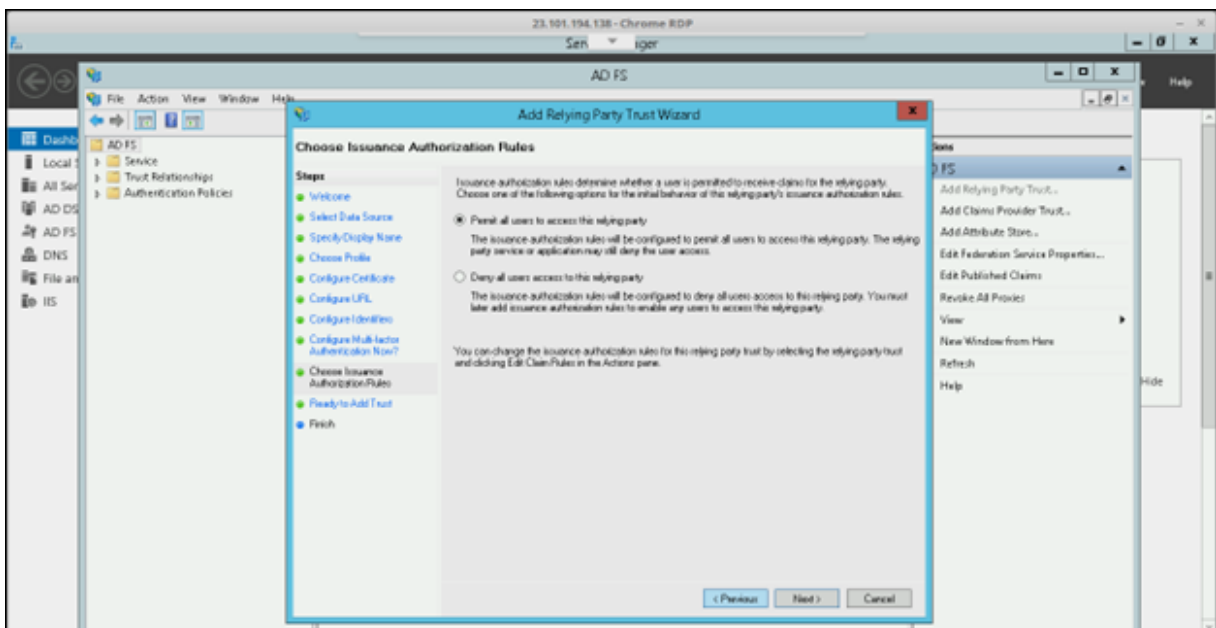 23.101.194.138 - Chrome RDP
AD FS
Help
File Action View Window Help
Add Relying Party Trust Wizard
Dashb
Local S
All Ser
AD DS
AD FS
DNS
File an
IIS
AD FS
Service
Trust Relationships
Authentication Policies
Choose Issuance Authorization Rules
Steps
Welcome
Select Data Source
Specify Display Name
Choose Profile
Configure Certificate
Configure URL
Configure Identifiers
Configure Multi-factor
Authentication Now?
Choose Issuance
Authorization Rules
Ready to Add Trust
Finish
Issuance authorization rules determine whether a user is permitted to receive claims for the relying party.
Choose one of the following options for the initial behavior of this relying party's issuance authorization rules.
Permit all users to access this relying party
The issuance authorization rules will be configured to permit all users to access this relying party. The relying
party service or application may still deny the user access.
Deny all users access to this relying party
The issuance authorization rules will be configured to deny all users access to this relying party. You must
later add issuance authorization rules to enable any users to access this relying party.
You can change the issuance authorization rules for this relying party trust by selecting the relying party trust
and clicking Edit Claim Rules in the Actions pane.
< Previous
Next >
Cancel
ions
D FS
Add Relying Party Trust...
Add Claims Provider Trust...
Add Attribute Store...
Edit Federation Service Properties...
Edit Published Claims
Revoke All Proxies
View
New Window from Here
Refresh
Help
Hide